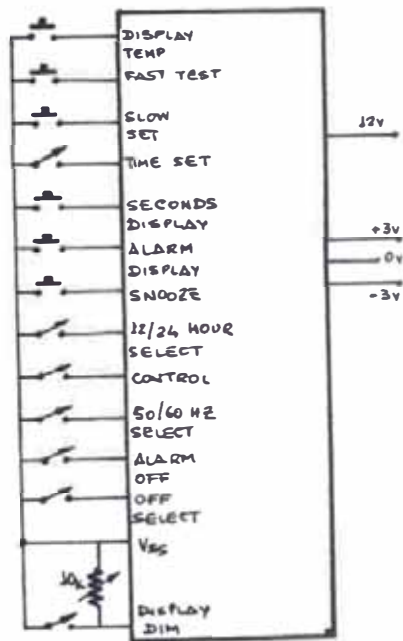 DISPLAY
TEMP
FAST TEST
SLOW
SET
TIME SET
SECONDS
DISPLAY
ALARM
DISPLAY
SNOOZE
12/24 HOUR
SELECT
CONTROL
50/60 HZ
SELECT
ALARM
OFF
OFF
SELECT
Vss
10k
DISPLAY
DIM
12v
+3v
0v
-3v